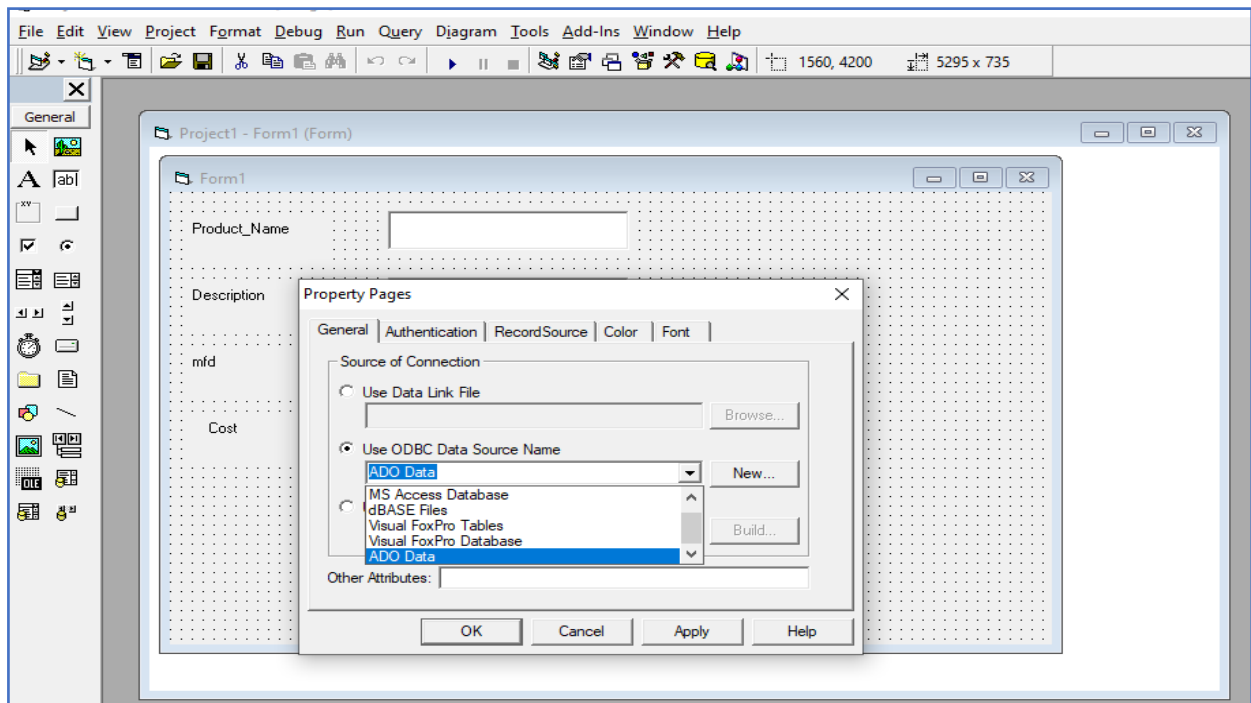 File Edit View Project Format Debug Run Query Diagram Tools Add-Ins Window Help
1560, 4200 5295 x 735
General
Project1 - Form1 (Form)
A ab
XY
Form1
Product_Name
Description
Property Pages
General Authentication RecordSource Color Font
mfd
Source of Connection
Use Data Link File
Browse...
Cost
Use ODBC Data Source Name
ADO Data New...
OLE
MS Access Database
dBASE Files
Visual FoxPro Tables
Visual FoxPro Database
Build...
ADO Data
Other Attributes:
OK Cancel Apply Help